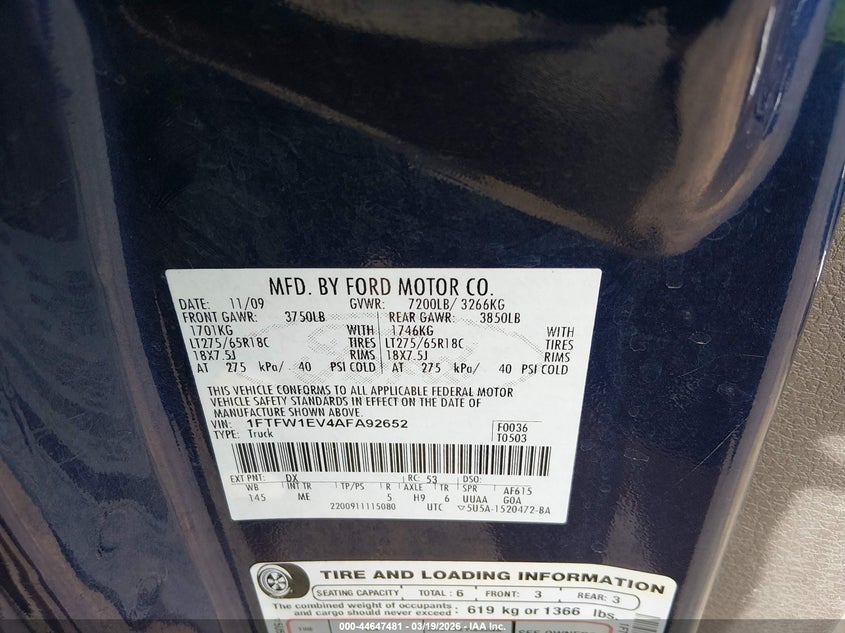 MFD. BY FORD MOTOR CO.
DATE: 11/09 GVWR: 7200LB/ 3266KG
FRONT GAWR: 3750LB REAR GAWR: 3850LB
1701KG WITH 1746KG WITH
LT275/65R18C TIRES LT275/65R18C TIRES
18X7.5J RIMS 18X7.5J RIMS
AT 275 kPa/ 40 PSI COLD AT 275 kPa/ 40 PSI COLD
THIS VEHICLE CONFORMS TO ALL APPLICABLE FEDERAL MOTOR
VEHICLE SAFETY STANDARDS IN EFFECT ON THE DATE OF
MANUFACTURE SHOWN ABOVE.
VIN: 1FTFW1EV4AFA92652 F0036
TYPE: Truck T0503
EXT PNT: DX RC: 53 DSO:
WB INT TR TP/PS R AXLE TR SPR AF615
145 ME 5 H9 6 UUAA GOA
2200911115080 UTC ▽5U5A-1520472-BA
TIRE AND LOADING INFORMATION
SEATING CAPACITY TOTAL: 6 FRONT: 3 REAR: 3
The combined weight of occupants
and cargo should never exceed: 619 kg or 1366 lbs.
000-44647481 - 03/19/2026 - IAA Inc.